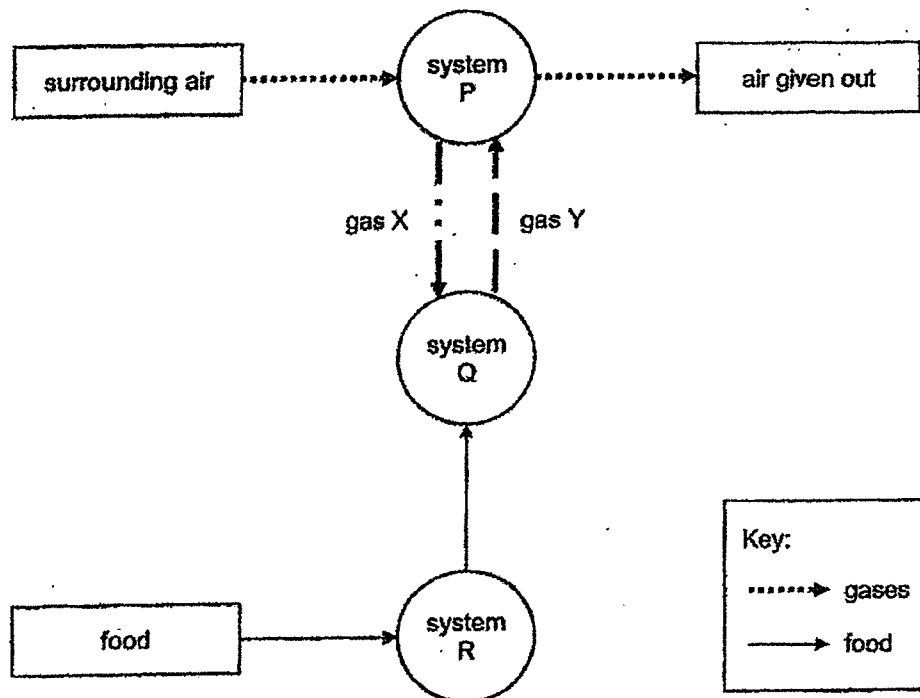 surrounding air
system
P
air given out
gas X
gas Y
system
Q
Key:
gases
food
food
system
R